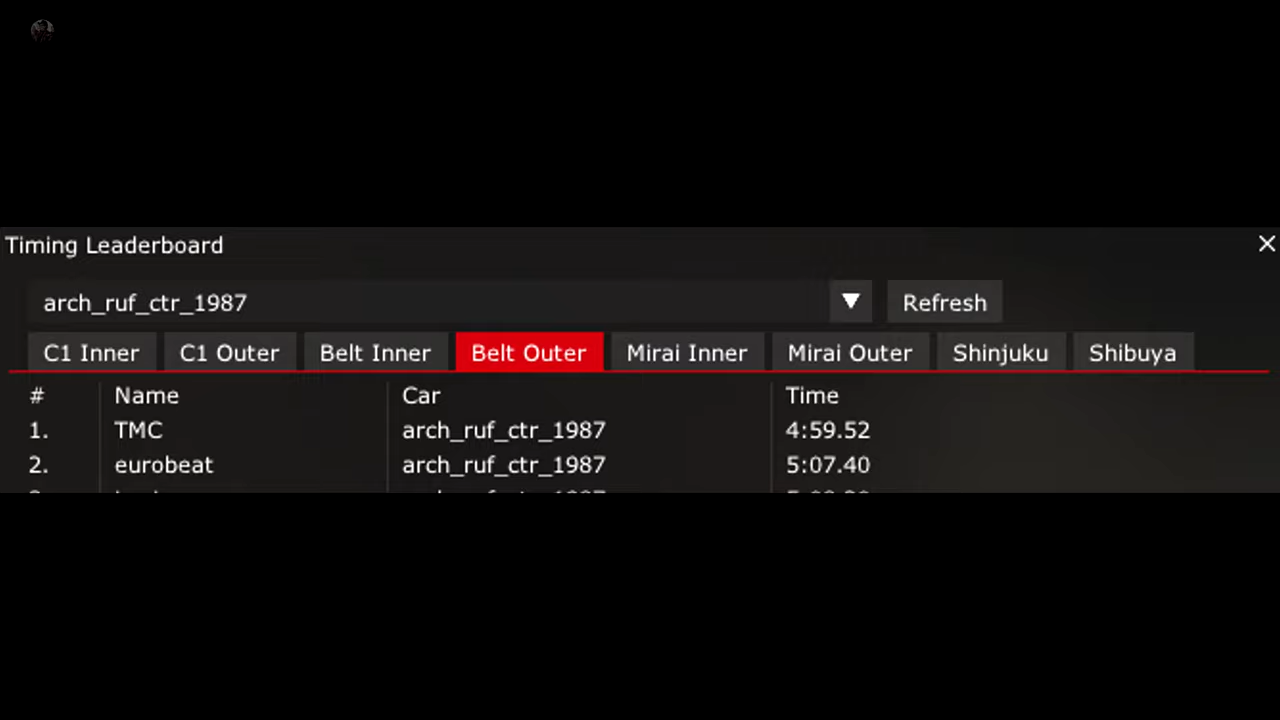 Timing Leaderboard
arch_ruf_ctr_1987 Refresh
C1 Inner C1 Outer Belt Inner Belt Outer Mirai Inner Mirai Outer Shinjuku Shibuya
# Name Car Time
1. TMC arch_ruf_ctr_1987 4:59.52
2. eurobeat arch_ruf_ctr_1987 5:07.40